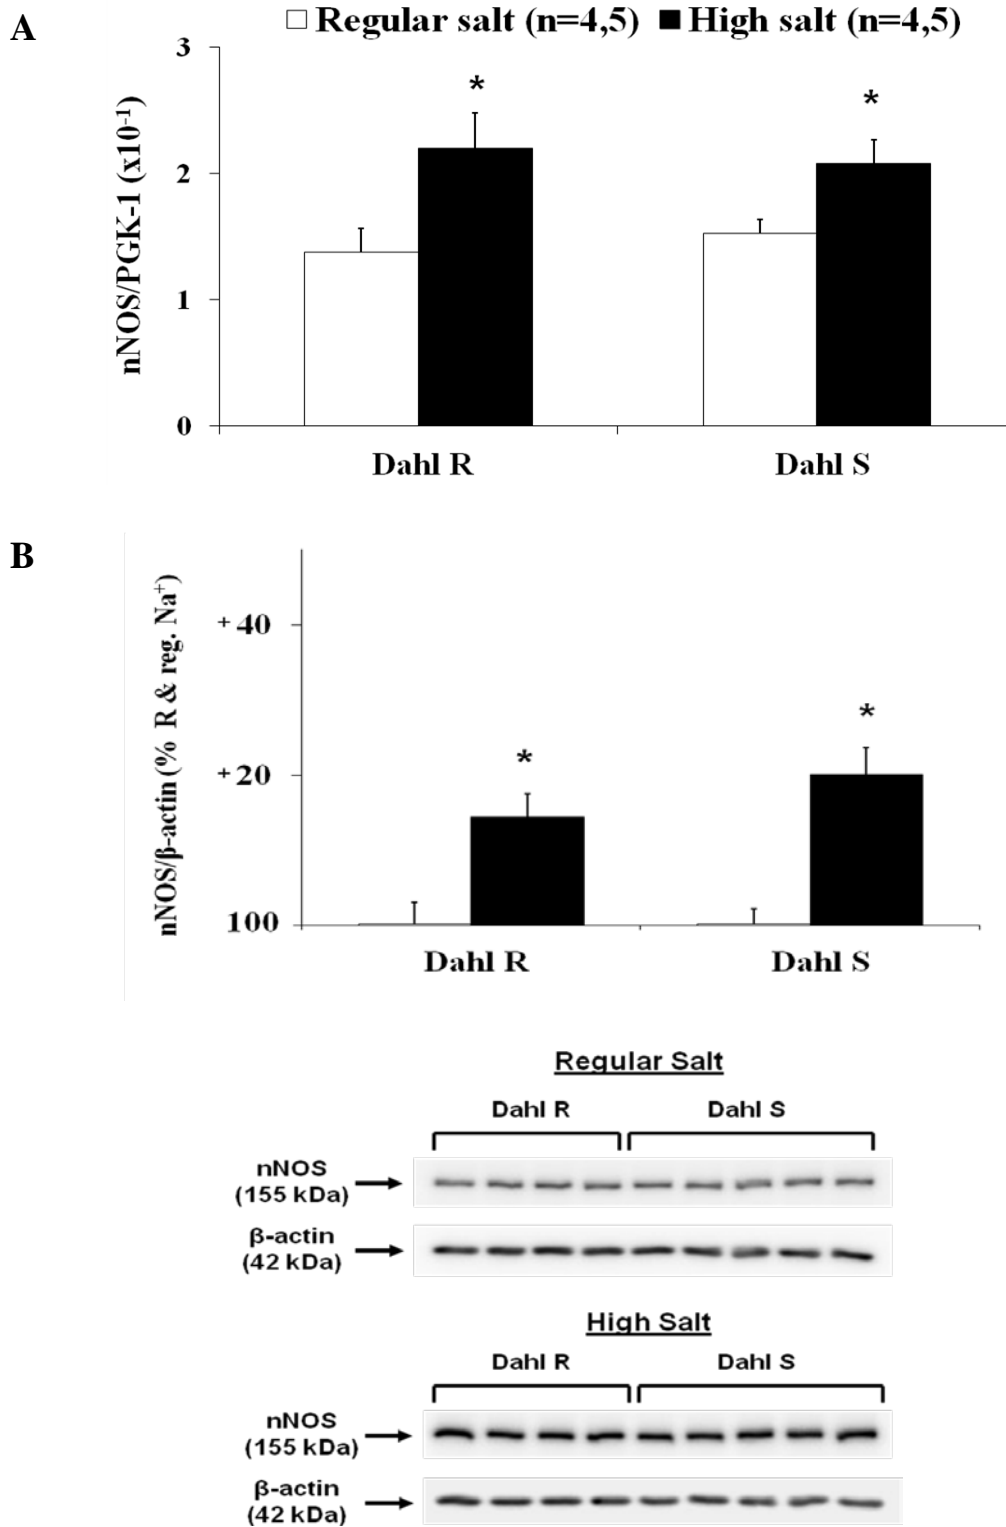 A
Regular salt (n=4,5) High salt (n=4,5)
nNOS/PGK-1 (x10⁻¹)
3
2
1
0
*
*
Dahl R Dahl S
B
nNOS/β-actin (% R & reg. Na⁺)
+40
+20
100
*
*
Dahl R Dahl S
Regular Salt
Dahl R Dahl S
nNOS
(155 kDa)
β-actin
(42 kDa)
High Salt
Dahl R Dahl S
nNOS
(155 kDa)
β-actin
(42 kDa)